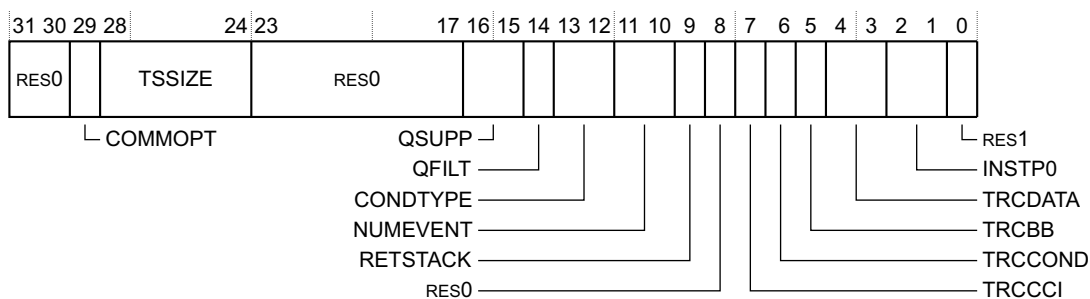 31 30 29 28 24 23 17 16 15 14 13 12 11 10 9 8 7 6 5 4 3 2 1 0
RES0 TSSIZE RES0
COMMOPT QSUPP RES1
QFILT INSTP0
CONDTYPE TRCDATA
NUMEVENT TRCBB
RETSTACK TRCCOND
RES0 TRCCCI